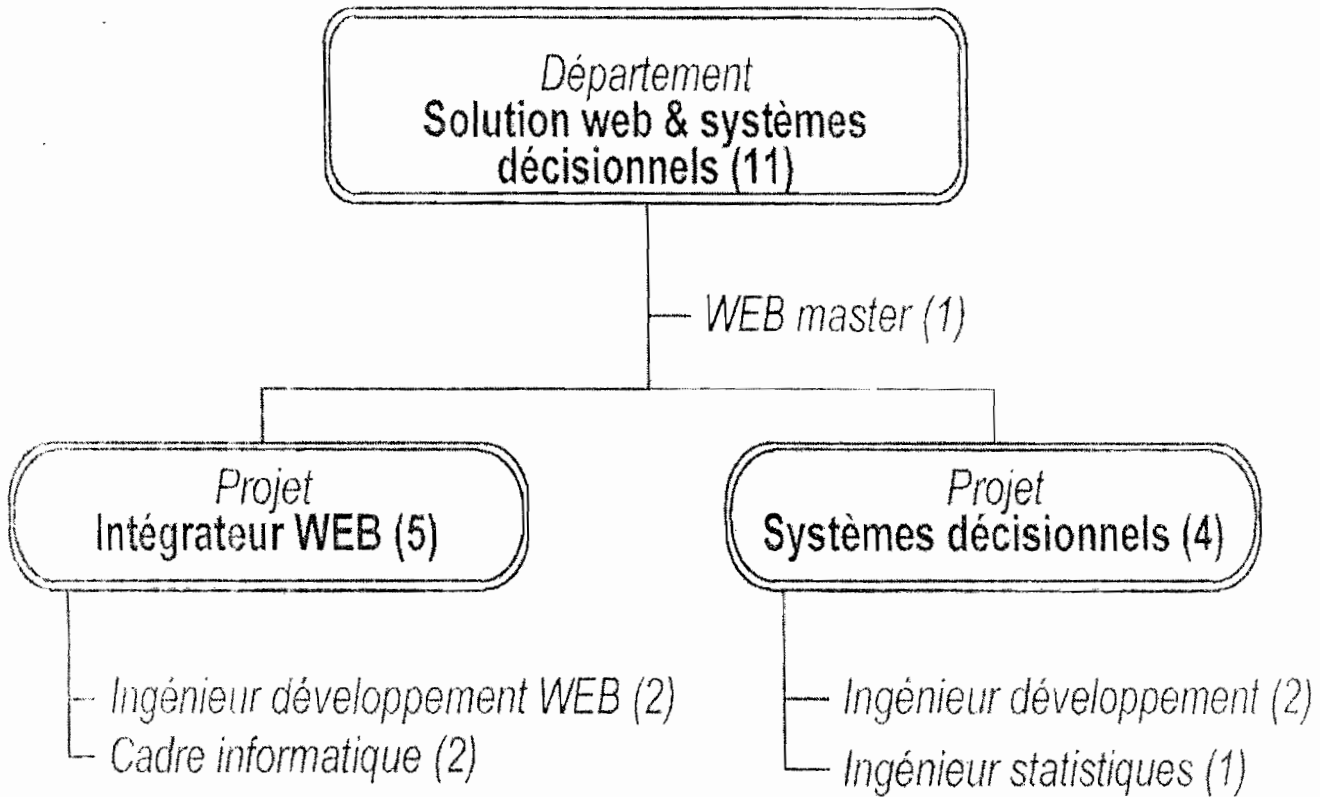 Département
Solution web & systèmes
décisionnels (11)
WEB master (1)
Projet
Intégrateur WEB (5)
Ingénieur développement WEB (2)
Cadre informatique (2)
Projet
Systèmes décisionnels (4)
Ingénieur développement (2)
Ingénieur statistiques (1)